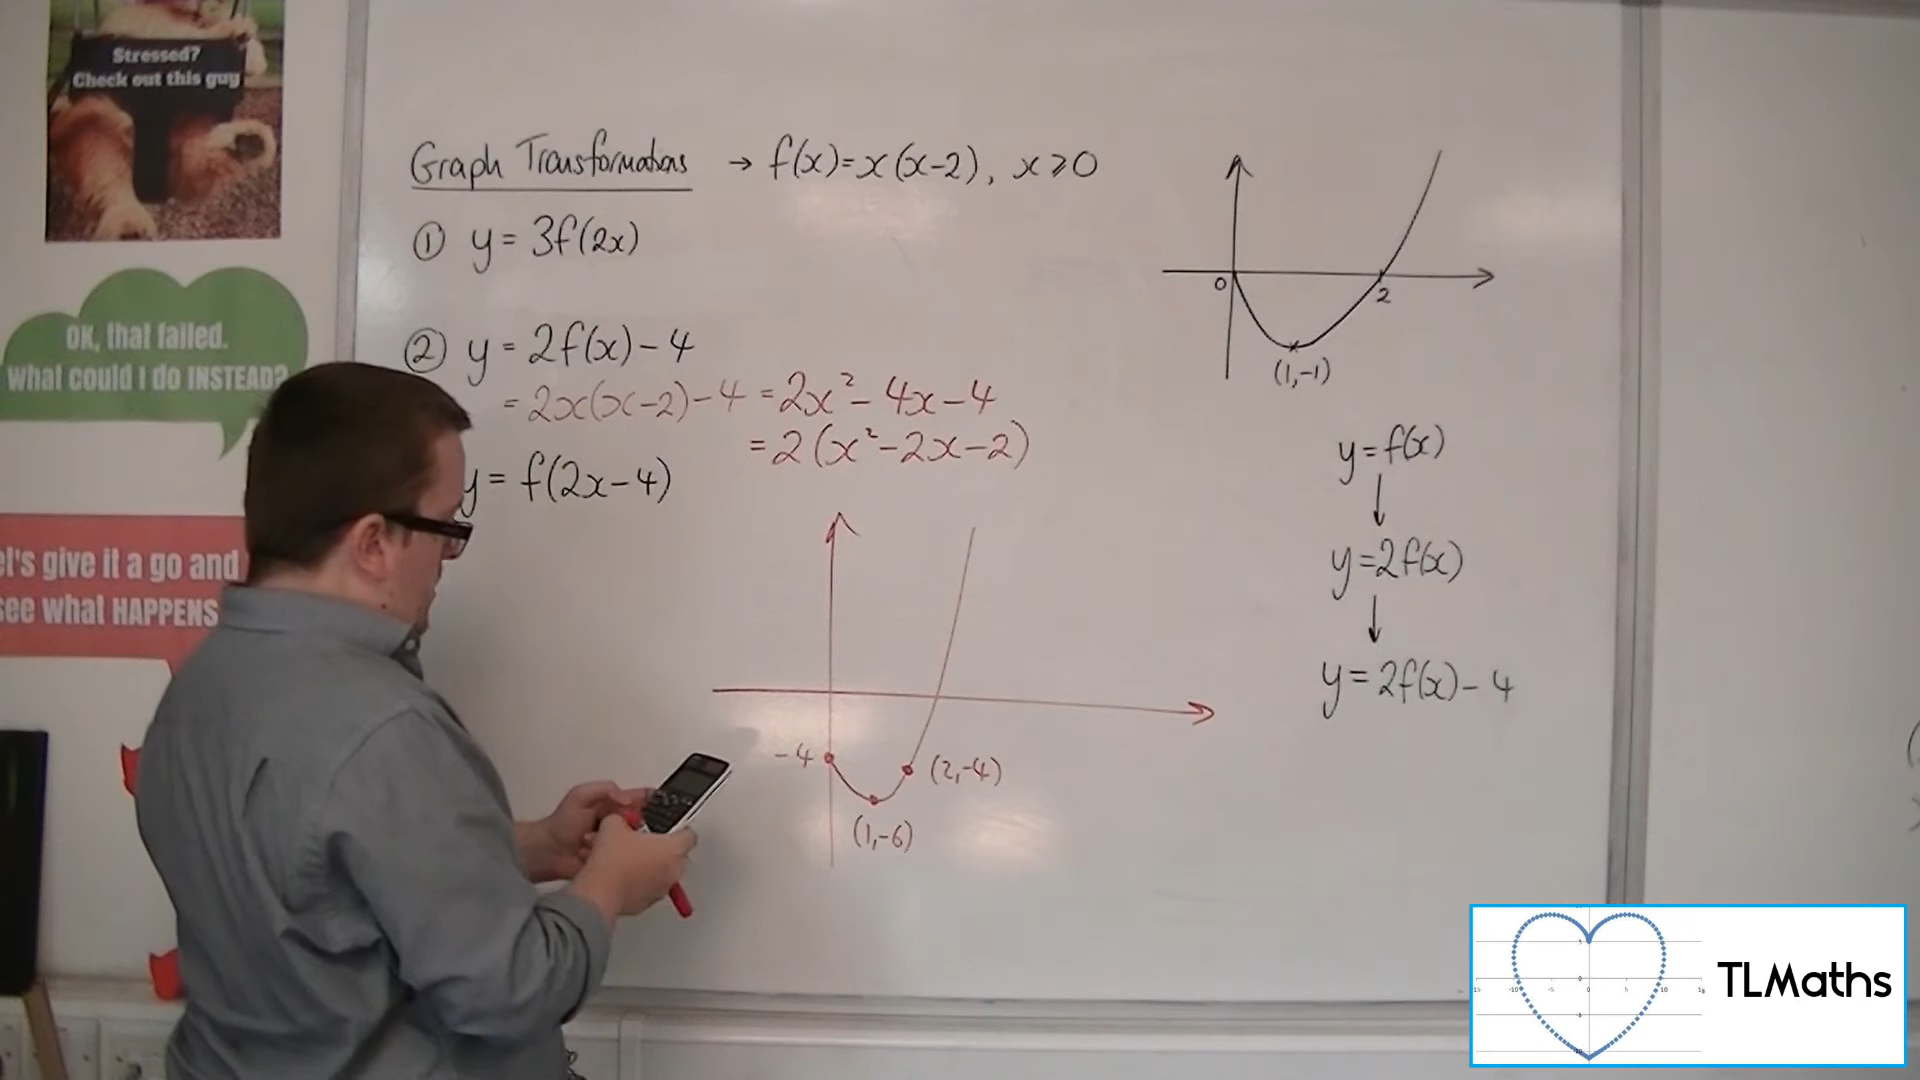 Stressed?
Check out this guy
OK, that failed.
What could I do INSTEAD?
let's give it a go and
see what HAPPENS
Graph Transformations → f(x)=x(x-2), x⩾0
① y = 3f(2x)
② y = 2f(x)-4
= 2x(x-2)-4 = 2x²-4x-4
= 2(x²-2x-2)
y = f(2x-4)
0
2
(1,-1)
y=f(x)
↓
y=2f(x)
↓
y=2f(x)-4
-4
(2,-4)
(1,-6)
TLMaths